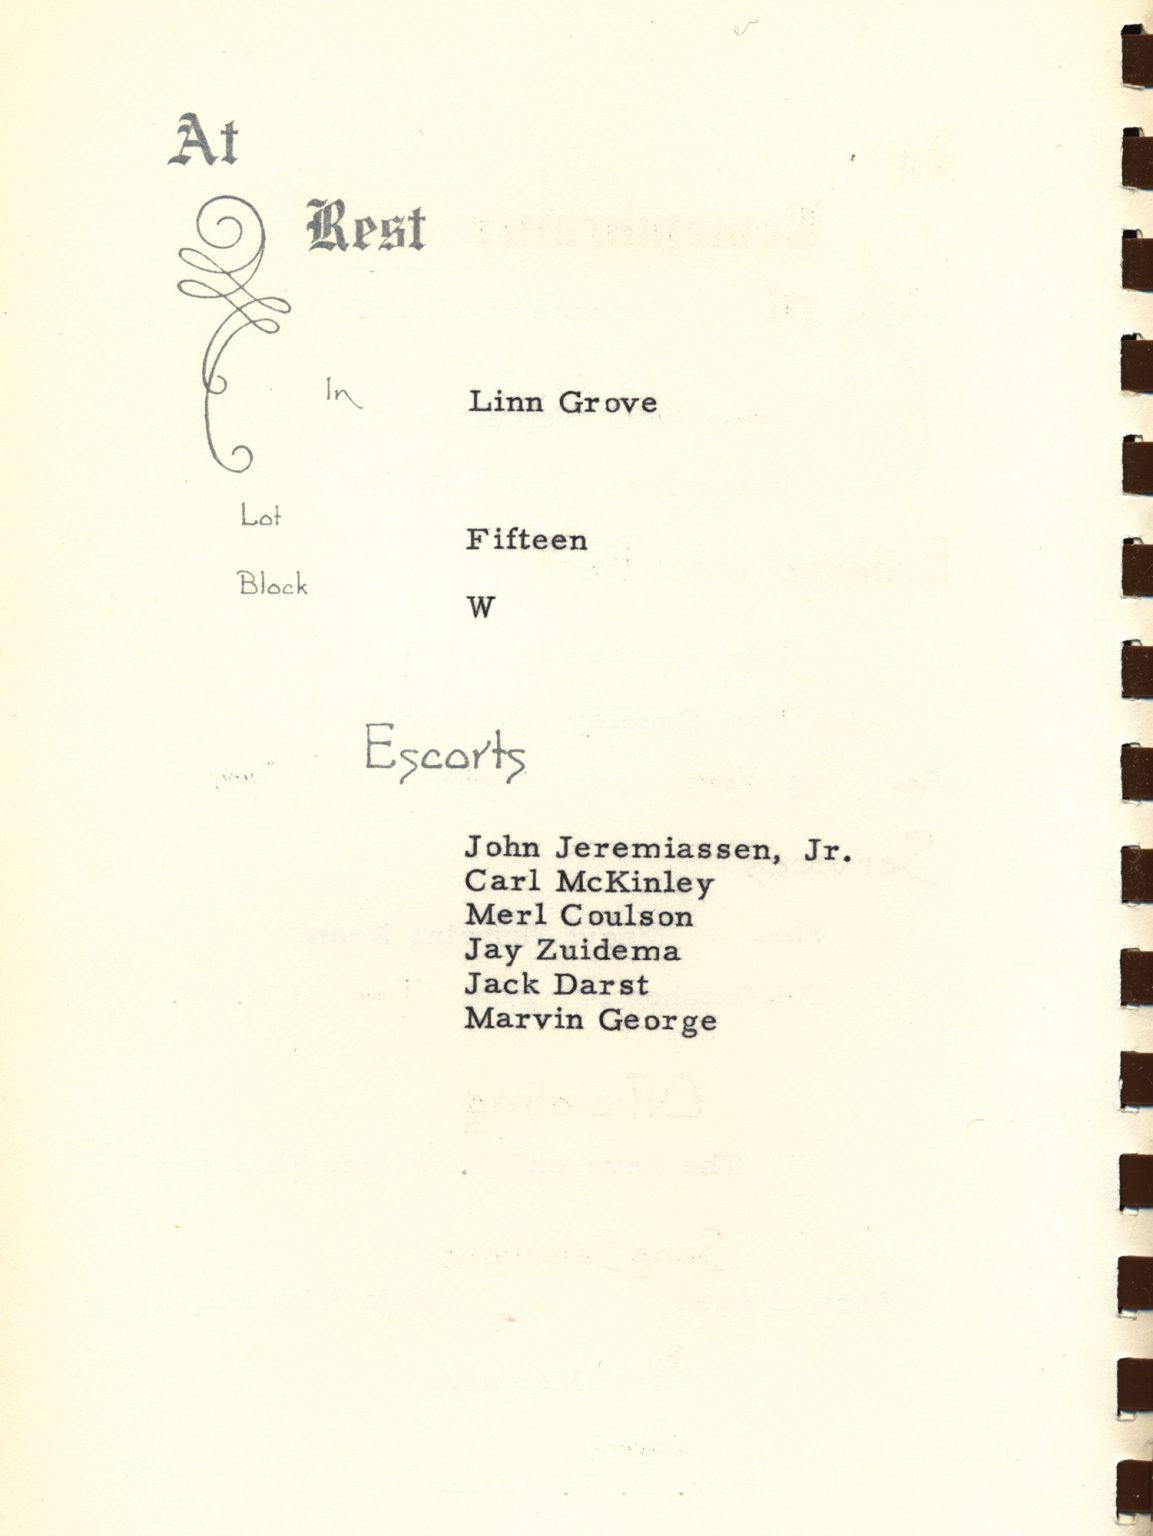 At
Rest
In Linn Grove
Lot
Fifteen
Block
W
Escorts
John Jeremiassen, Jr.
Carl McKinley
Merl Coulson
Jay Zuidema
Jack Darst
Marvin George